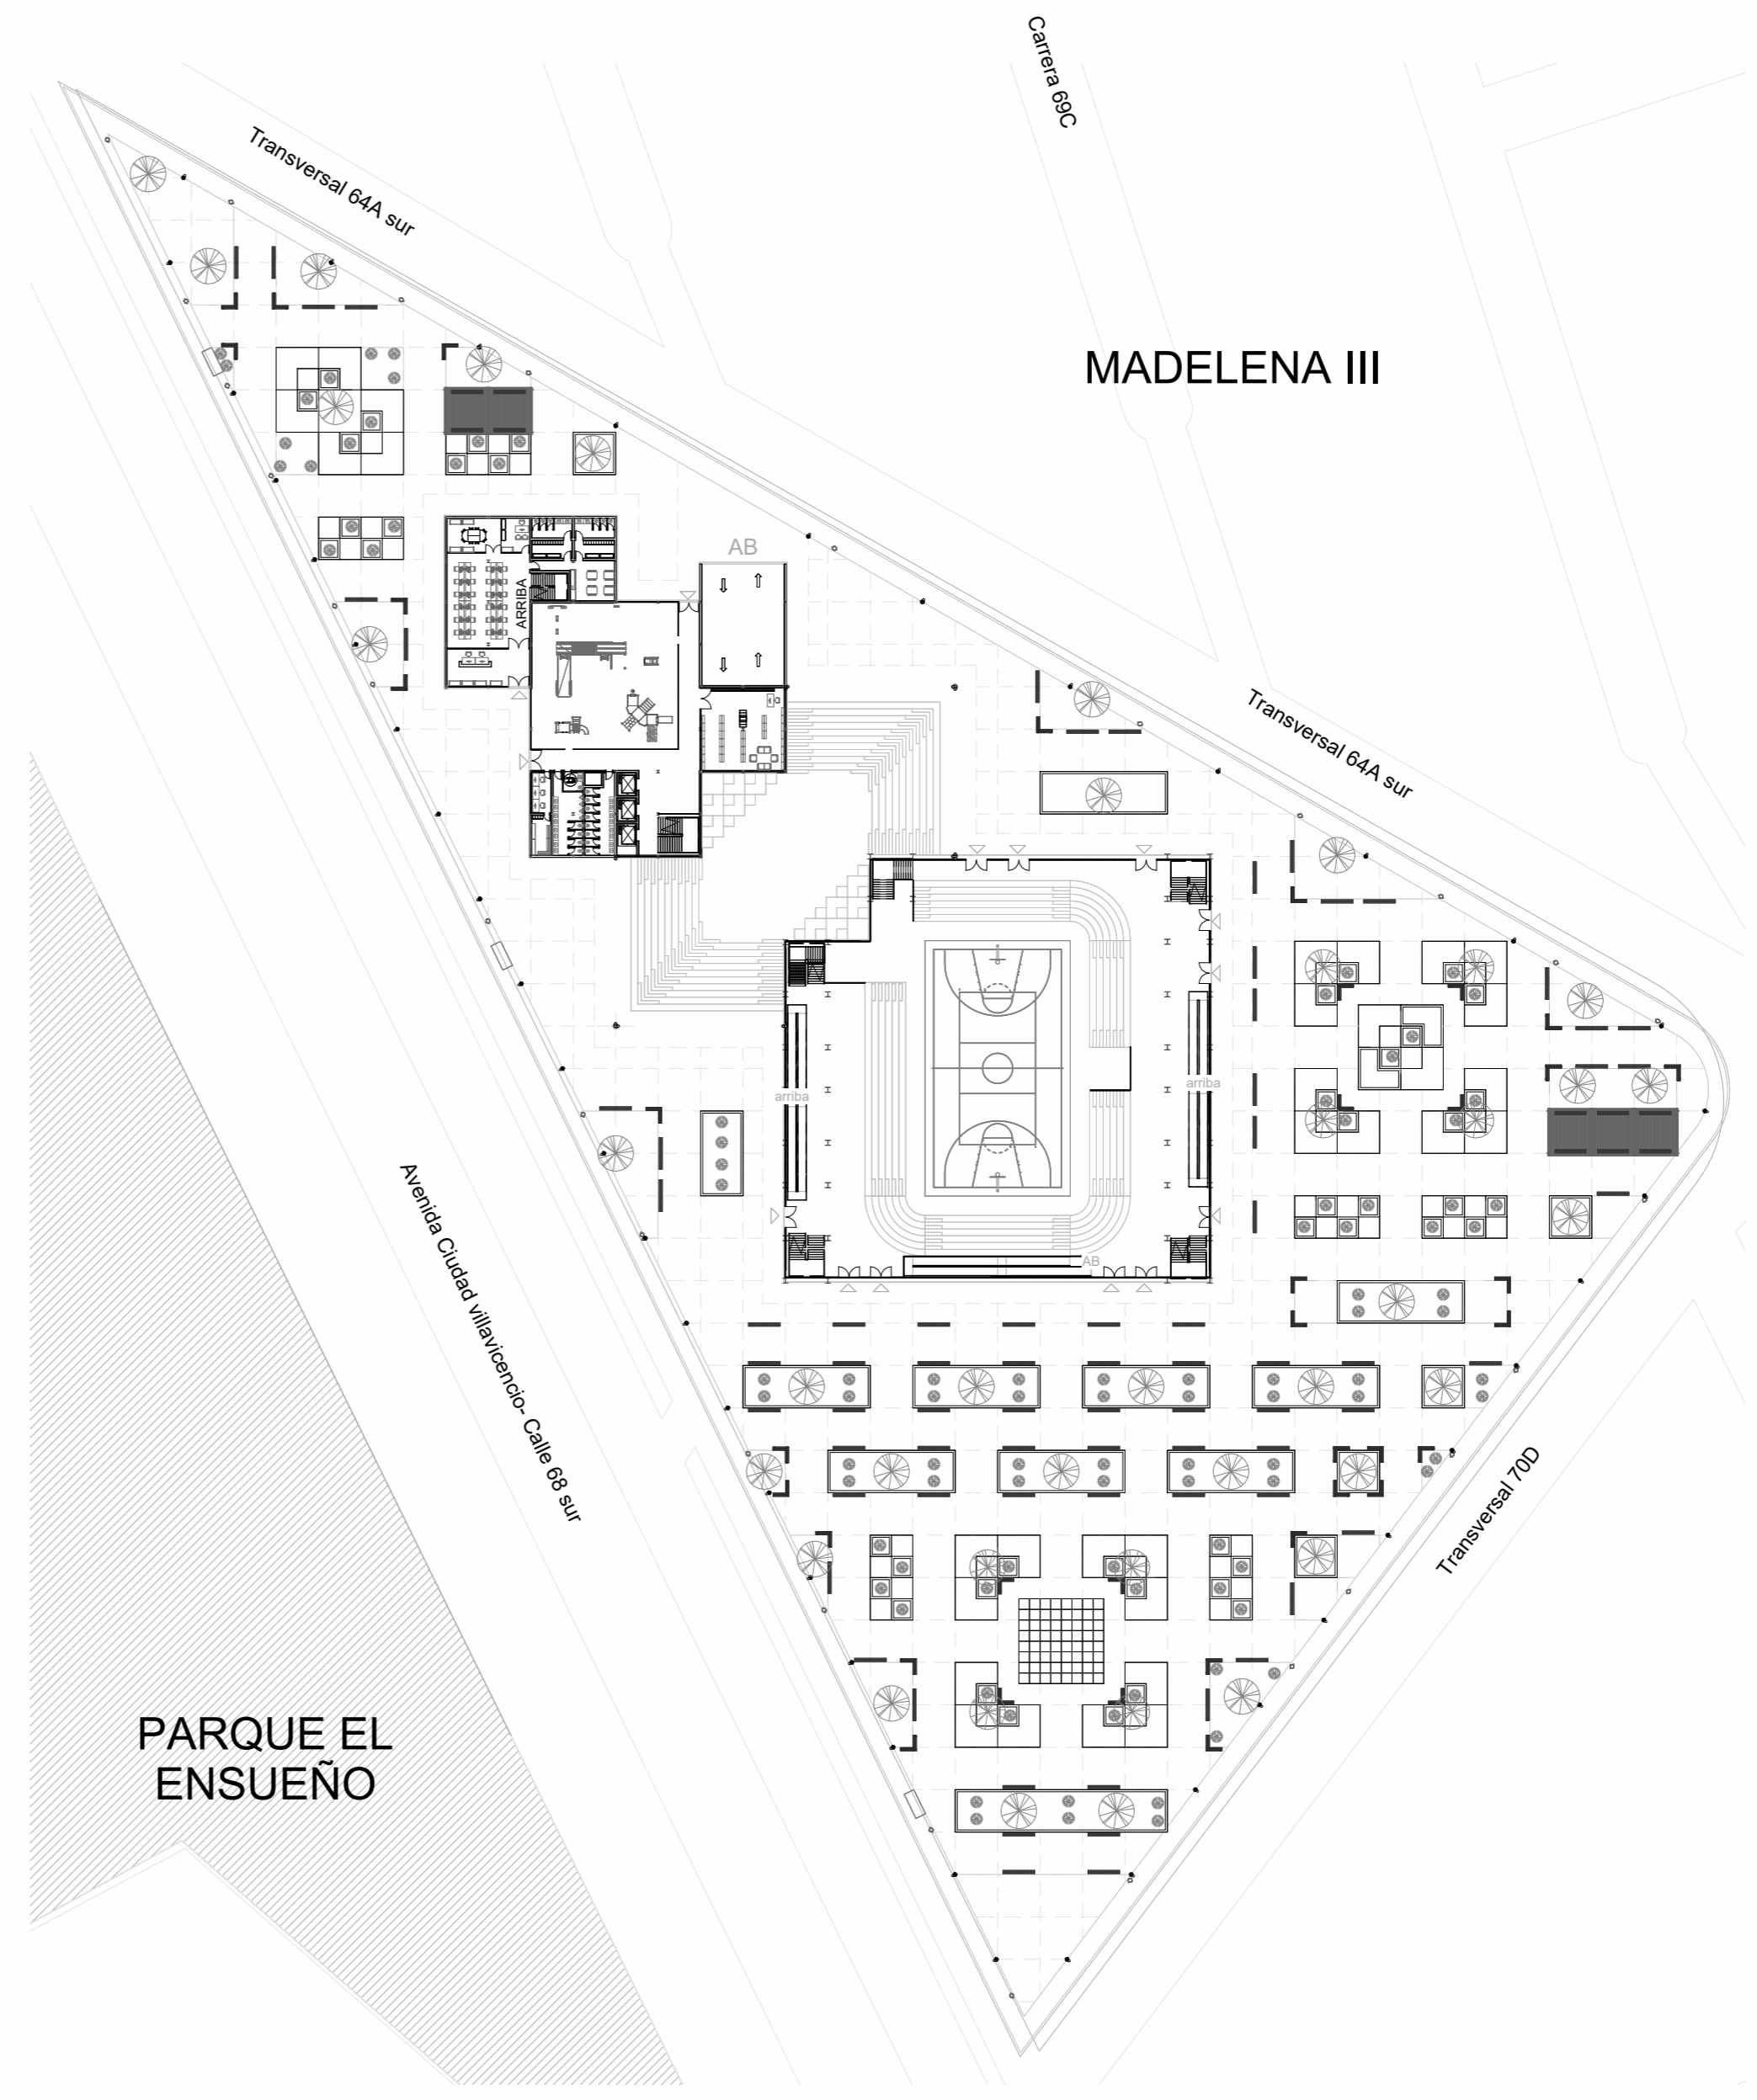 Carrera 69C
Transversal 64A sur
MADELENA III
AB
ARRIBA
Transversal 64A sur
arriba
arriba
Avenida Ciudad villavicencio- Calle 68 sur
AB
Transversal 70D
PARQUE EL
ENSUEÑO